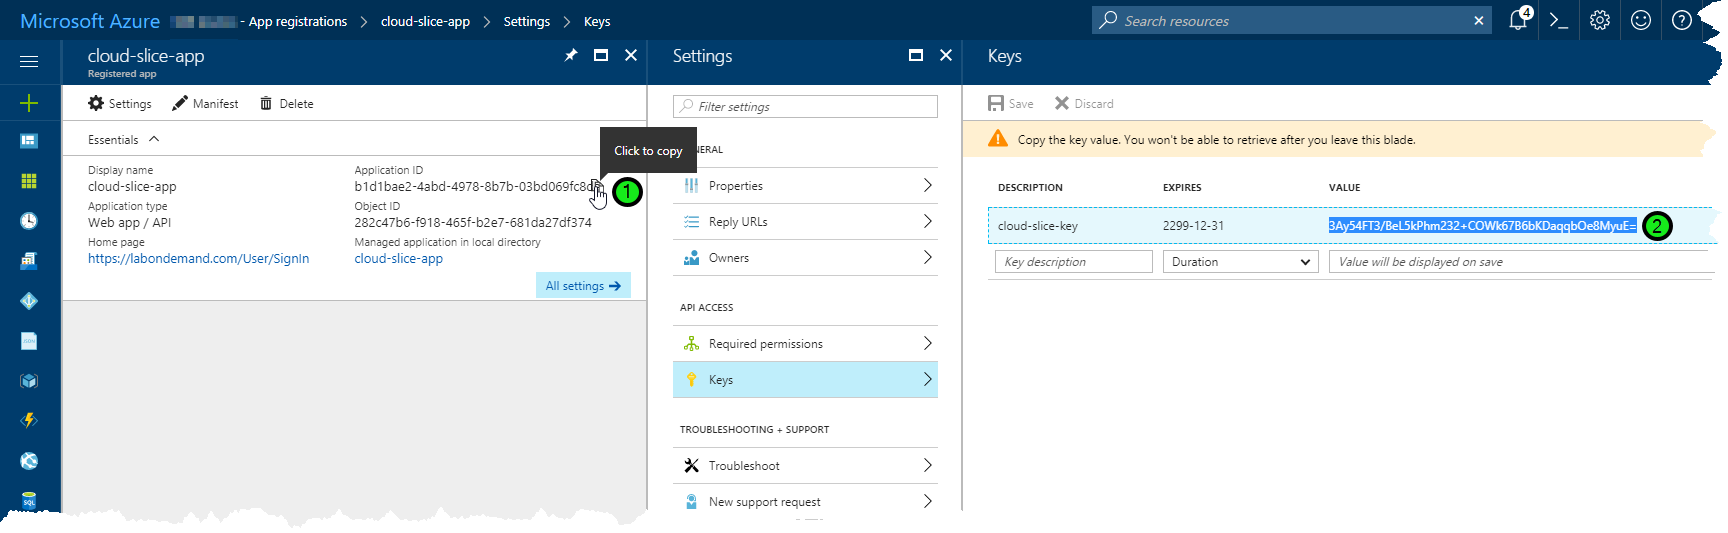 Microsoft Azure - App registrations > cloud-slice-app > Settings > Keys
Search resources
4
cloud-slice-app
Registered app
Settings
Manifest
Delete
Essentials
Click to copy
Display name
cloud-slice-app
Application ID
b1d1bae2-4abd-4978-8b7b-03bd069fc8d
1
Application type
Web app / API
Object ID
282c47b6-f918-465f-b2e7-681da27df374
Home page
https://labondemand.com/User/SignIn
Managed application in local directory
cloud-slice-app
All settings
Settings
Filter settings
Properties
Reply URLs
Owners
API ACCESS
Required permissions
Keys
TROUBLESHOOTING + SUPPORT
Troubleshoot
New support request
Keys
Save
Discard
Copy the key value. You won't be able to retrieve after you leave this blade.
DESCRIPTION
EXPIRES
VALUE
cloud-slice-key
2299-12-31
3Ay54FT3/BeL5kPhm232+COWk67B6bKDaqqbOe8MyuE=
2
Key description
Duration
Value will be displayed on save
SQL